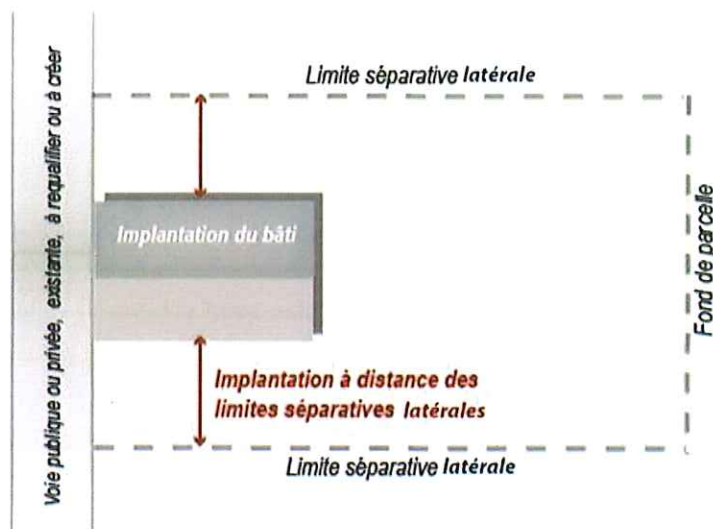 Voie publique ou privée, existante, à requalifier ou à créer
Limite séparative latérale
Implantation du bâti
Implantation à distance des
limites séparatives latérales
Limite séparative latérale
Fond de parcelle